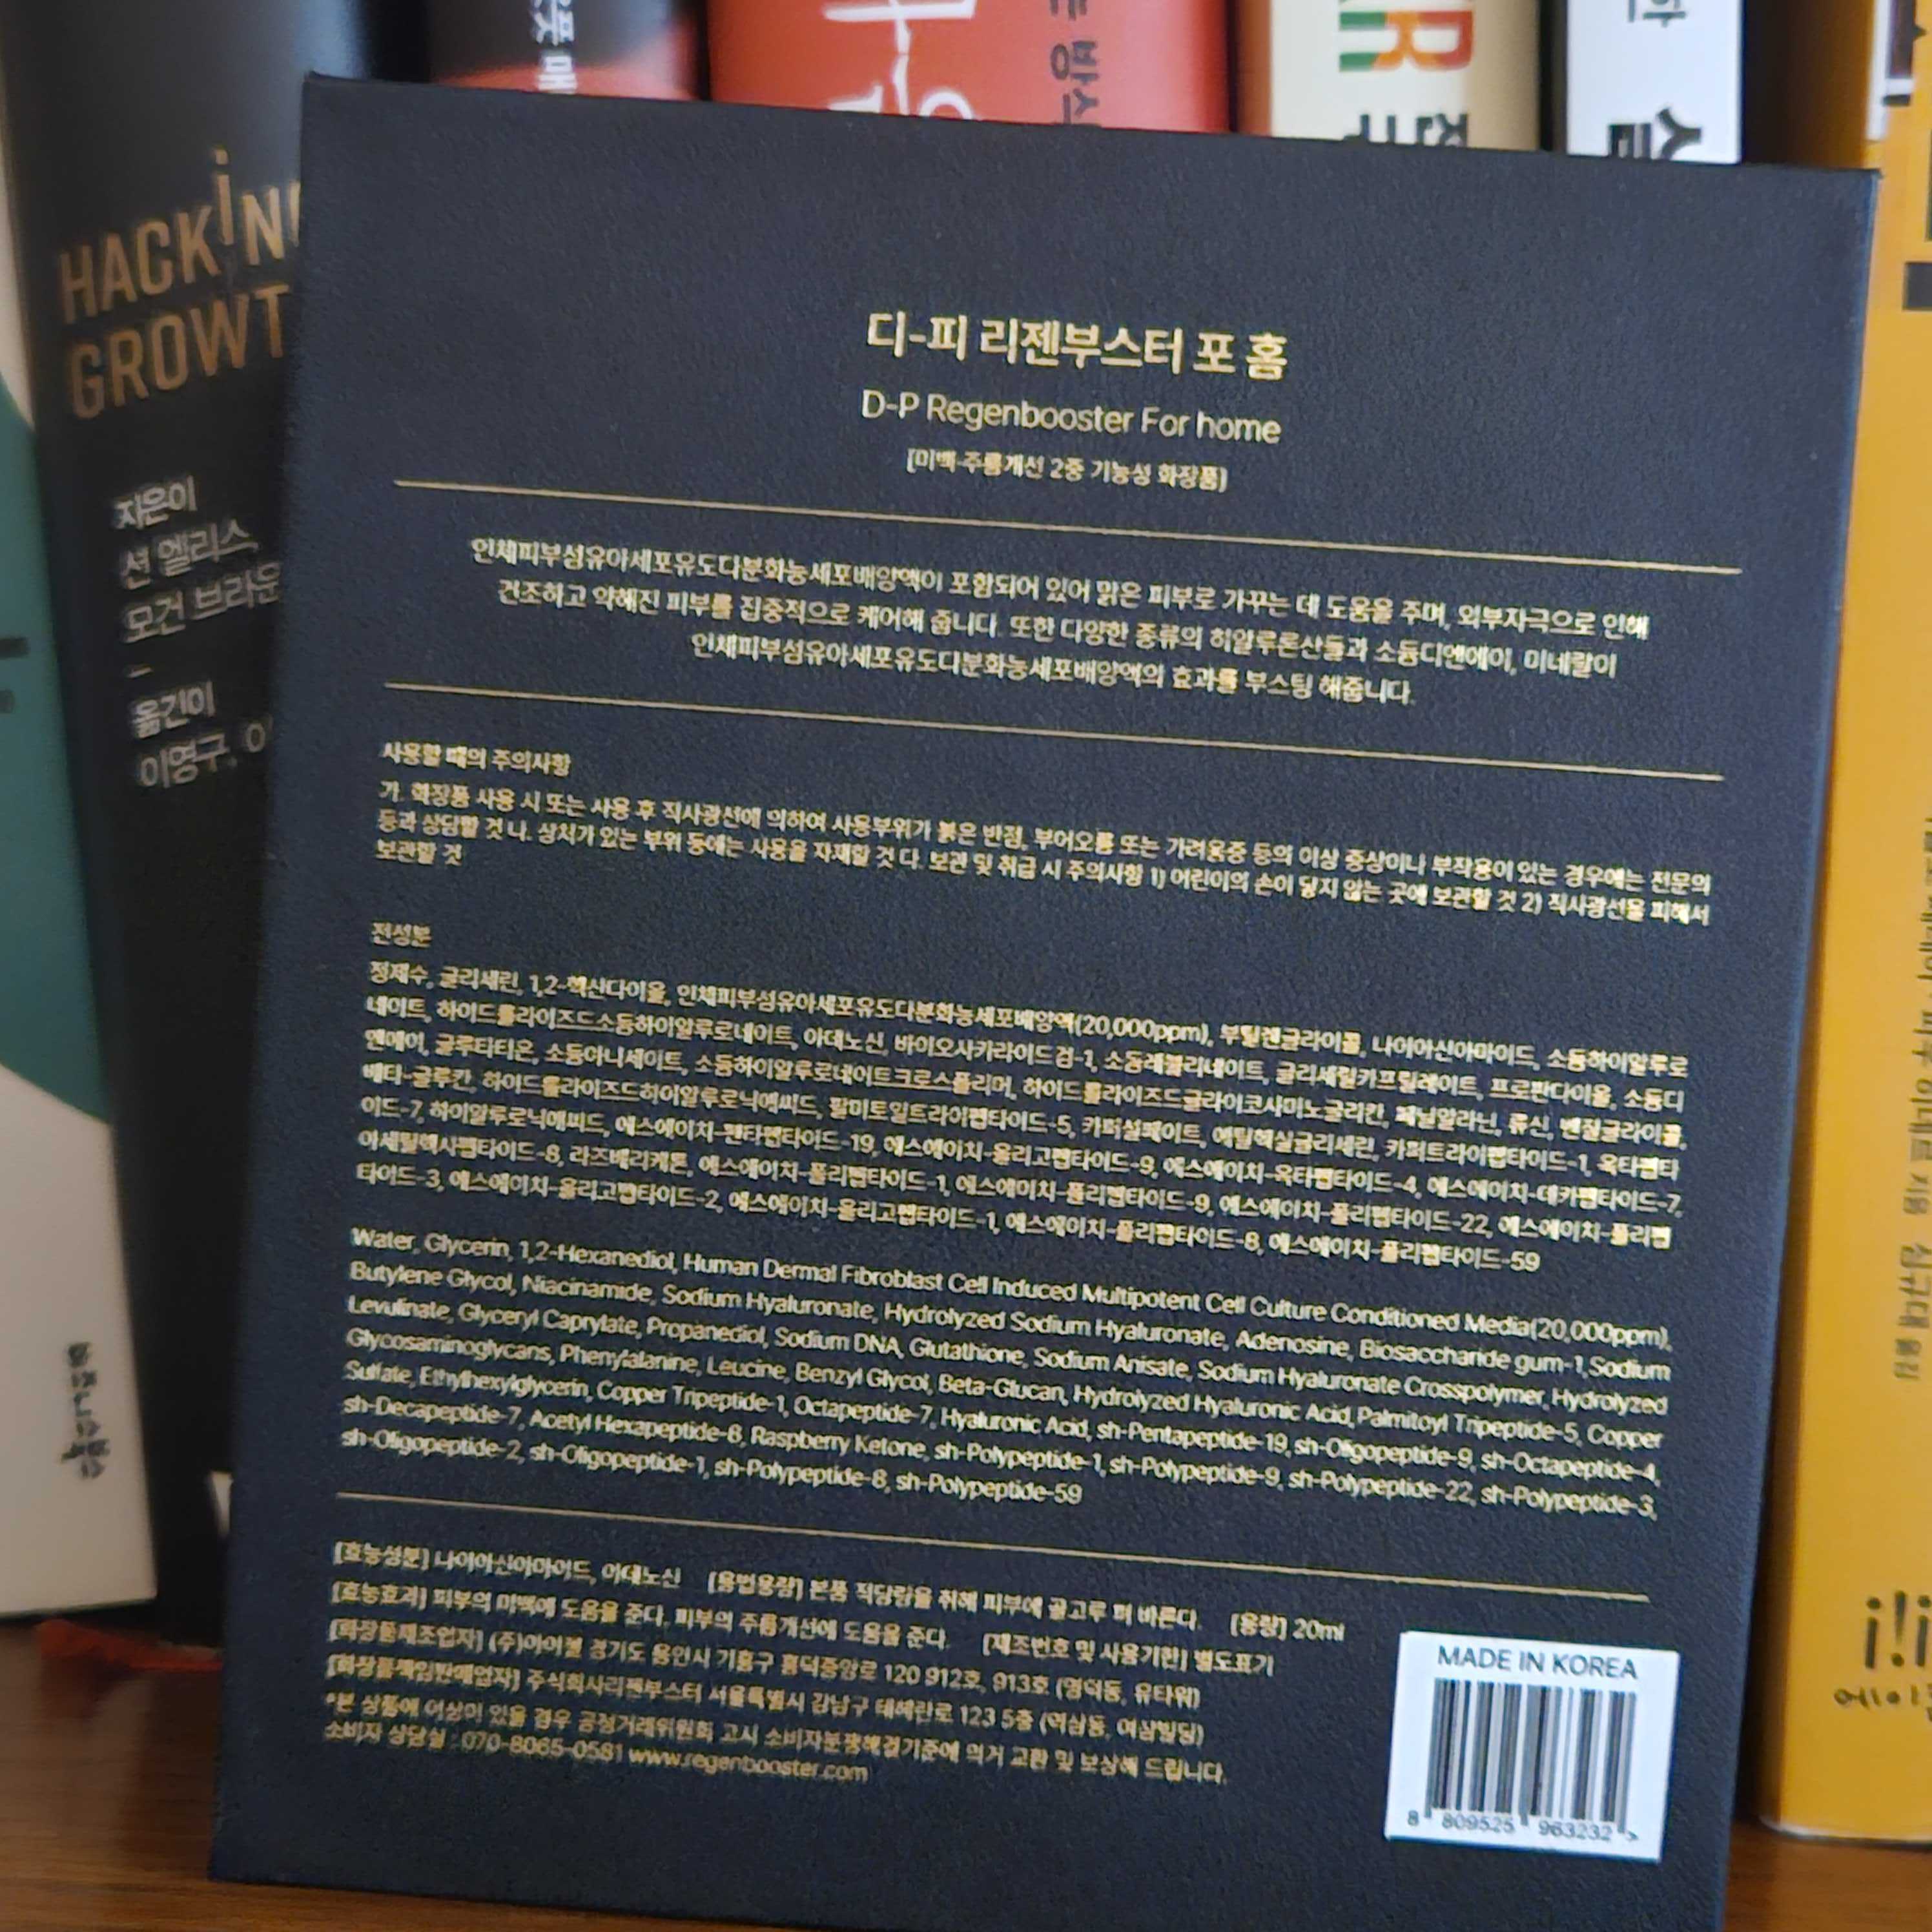 HACKiNG
GROWT
지은이
션 엘리스,
모건 브라운
옮긴이
이영구, 이
비즈니스북스
디-피 리젠부스터 포 홈
D-P Regenbooster For home
[미백·주름개선 2중 기능성 화장품]
인체피부섬유아세포유도다분화능세포배양액이 포함되어 있어 맑은 피부로 가꾸는 데 도움을 주며, 외부자극으로 인해
건조하고 약해진 피부를 집중적으로 케어해 줍니다. 또한 다양한 종류의 히알루론산들과 소듐디엔에이, 미네랄이
인체피부섬유아세포유도다분화능세포배양액의 효과를 부스팅 해줍니다.
사용할 때의 주의사항
가. 화장품 사용 시 또는 사용 후 직사광선에 의하여 사용부위가 붉은 반점, 부어오름 또는 가려움증 등의 이상 증상이나 부작용이 있는 경우에는 전문의
등과 상담할 것 나. 상처가 있는 부위 등에는 사용을 자제할 것 다. 보관 및 취급 시 주의사항 1) 어린이의 손이 닿지 않는 곳에 보관할 것 2) 직사광선을 피해서
보관할 것
전성분
정제수, 글리세린, 1,2-헥산다이올, 인체피부섬유아세포유도다분화능세포배양액(20,000ppm), 부틸렌글라이콜, 나이아신아마이드, 소듐하이알루로
네이트, 하이드롤라이즈드소듐하이알루로네이트, 아데노신, 바이오사카라이드검-1, 소듐레불리네이트, 글리세릴카프릴레이트, 프로판다이올, 소듐디
엔에이, 글루타티온, 소듐아니세이트, 소듐하이알루로네이트크로스폴리머, 하이드롤라이즈드글라이코사미노글리칸, 페닐알라닌, 류신, 벤질글라이콜,
베타-글루칸, 하이드롤라이즈드하이알루로닉애씨드, 팔미토일트라이펩타이드-5, 카퍼설페이트, 에틸헥실글리세린, 카퍼트라이펩타이드-1, 옥타펩타
이드-7, 하이알루로닉애씨드, 에스에이치-펜타펩타이드-19, 에스에이치-올리고펩타이드-9, 에스에이치-옥타펩타이드-4, 에스에이치-데카펩타이드-7,
아세틸헥사펩타이드-8, 라즈베리케톤, 에스에이치-폴리펩타이드-1, 에스에이치-폴리펩타이드-9, 에스에이치-폴리펩타이드-22, 에스에이치-폴리펩
타이드-3, 에스에이치-올리고펩타이드-2, 에스에이치-올리고펩타이드-1, 에스에이치-폴리펩타이드-8, 에스에이치-폴리펩타이드-59
Water, Glycerin, 1,2-Hexanediol, Human Dermal Fibroblast Cell Induced Multipotent Cell Culture Conditioned Media(20,000ppm),
Butylene Glycol, Niacinamide, Sodium Hyaluronate, Hydrolyzed Sodium Hyaluronate, Adenosine, Biosaccharide gum-1, Sodium
Levulinate, Glyceryl Caprylate, Propanediol, Sodium DNA, Glutathione, Sodium Anisate, Sodium Hyaluronate Crosspolymer, Hydrolyzed
Glycosaminoglycans, Phenylalanine, Leucine, Benzyl Glycol, Beta-Glucan, Hydrolyzed Hyaluronic Acid, Palmitoyl Tripeptide-5, Copper
Sulfate, Ethylhexylglycerin, Copper Tripeptide-1, Octapeptide-7, Hyaluronic Acid, sh-Pentapeptide-19, sh-Oligopeptide-9, sh-Octapeptide-4,
sh-Decapeptide-7, Acetyl Hexapeptide-8, Raspberry Ketone, sh-Polypeptide-1, sh-Polypeptide-9, sh-Polypeptide-22, sh-Polypeptide-3,
sh-Oligopeptide-2, sh-Oligopeptide-1, sh-Polypeptide-8, sh-Polypeptide-59
[효능성분] 나이아신아마이드, 아데노신 [용법용량] 본품 적당량을 취해 피부에 골고루 펴 바른다. [용량] 20ml
[효능효과] 피부의 미백에 도움을 준다. 피부의 주름개선에 도움을 준다. [제조번호 및 사용기한] 별도표기
[화장품제조업자] (주)아이젤 경기도 용인시 기흥구 흥덕중앙로 120 912호, 913호 (영덕동, 유타워)
[화장품책임판매업자] 주식회사리젠부스터 서울특별시 강남구 테헤란로 123 5층 (역삼동, 여삼빌딩)
*본 상품에 이상이 있을 경우 공정거래위원회 고시 소비자분쟁해결기준에 의거 교환 및 보상해 드립니다.
소비자 상담실 : 070-8065-0581 www.regenbooster.com
MADE IN KOREA
8 809525 963232 >